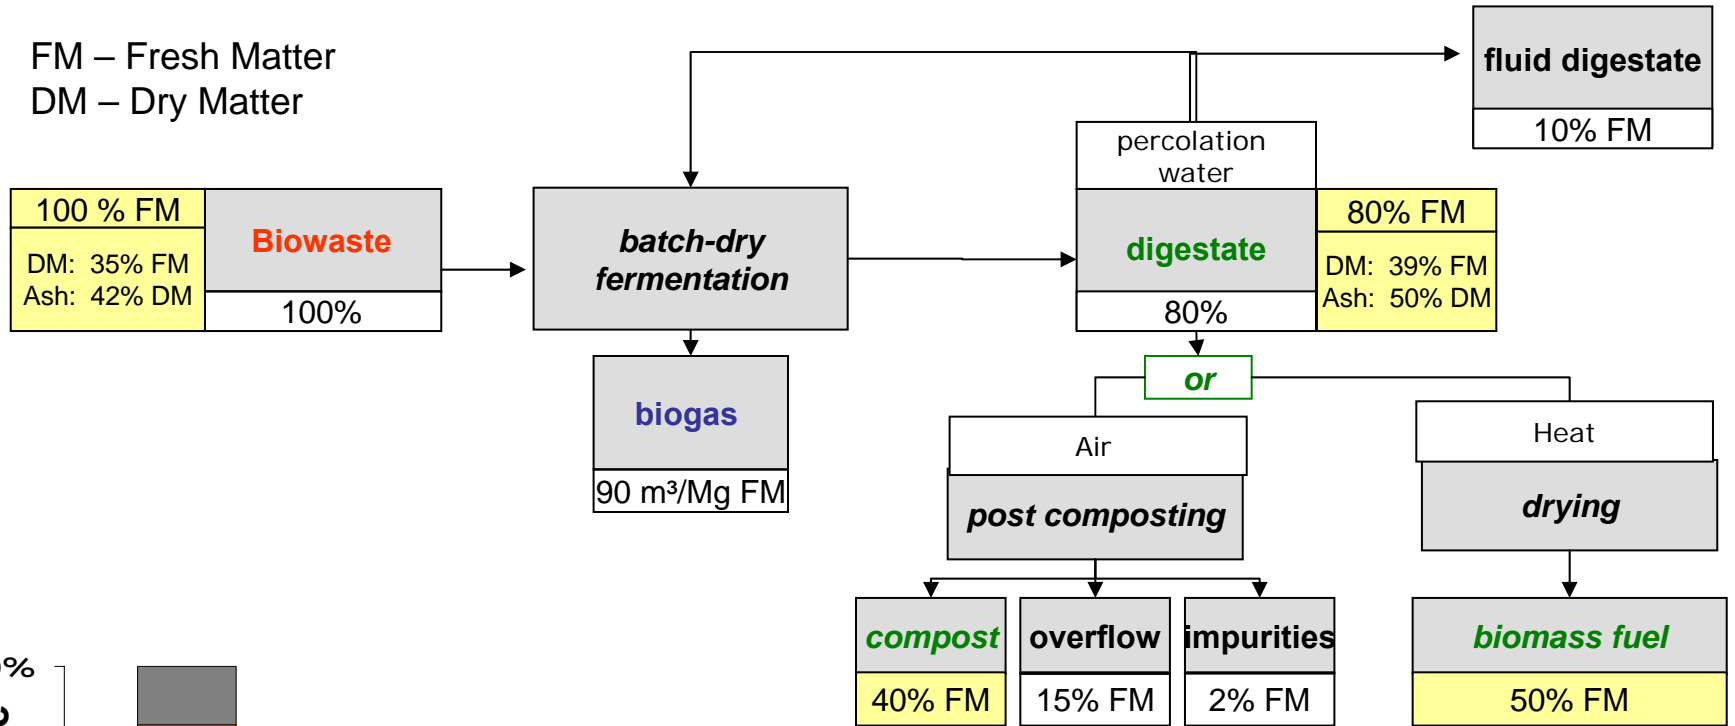 FM – Fresh Matter
DM – Dry Matter
fluid digestate
10% FM
percolation
water
100 % FM
DM: 35% FM
Ash: 42% DM
Biowaste
100%
batch-dry
fermentation
digestate
80%
80% FM
DM: 39% FM
Ash: 50% DM
biogas
90 m³/Mg FM
or
Air
post composting
Heat
drying
compost
40% FM
overflow
15% FM
impurities
2% FM
biomass fuel
50% FM